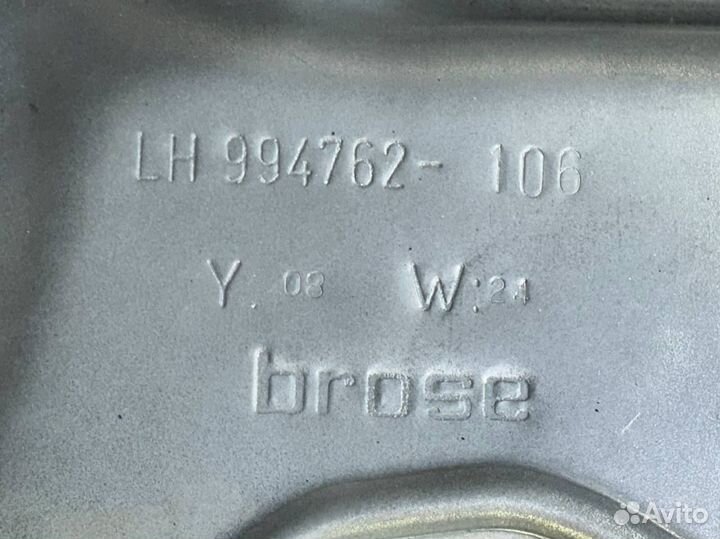 LH 994762- 106
Y. 08 W:24
brose
Avito